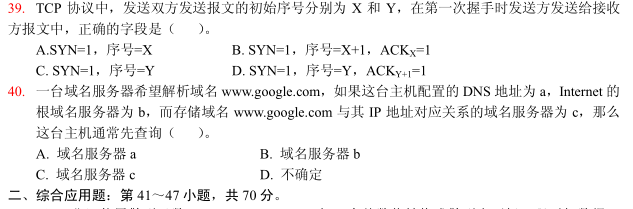 39. TCP 协议中，发送双方发送报文的初始序号分别为 X 和 Y，在第一次握手时发送方发送给接收
方报文中，正确的字段是（ ）。
A.SYN=1，序号=X B. SYN=1，序号=X+1，ACKX=1
C. SYN=1，序号=Y D. SYN=1，序号=Y，ACKY+1=1
40. 一台域名服务器希望解析域名 www.google.com，如果这台主机配置的 DNS 地址为 a，Internet 的
根域名服务器为 b，而存储域名 www.google.com 与其 IP 地址对应关系的域名服务器为 c，那么
这台主机通常先查询（ ）。
A. 域名服务器 a B. 域名服务器 b
C. 域名服务器 c D. 不确定
二、综合应用题：第 41～47 小题，共 70 分。